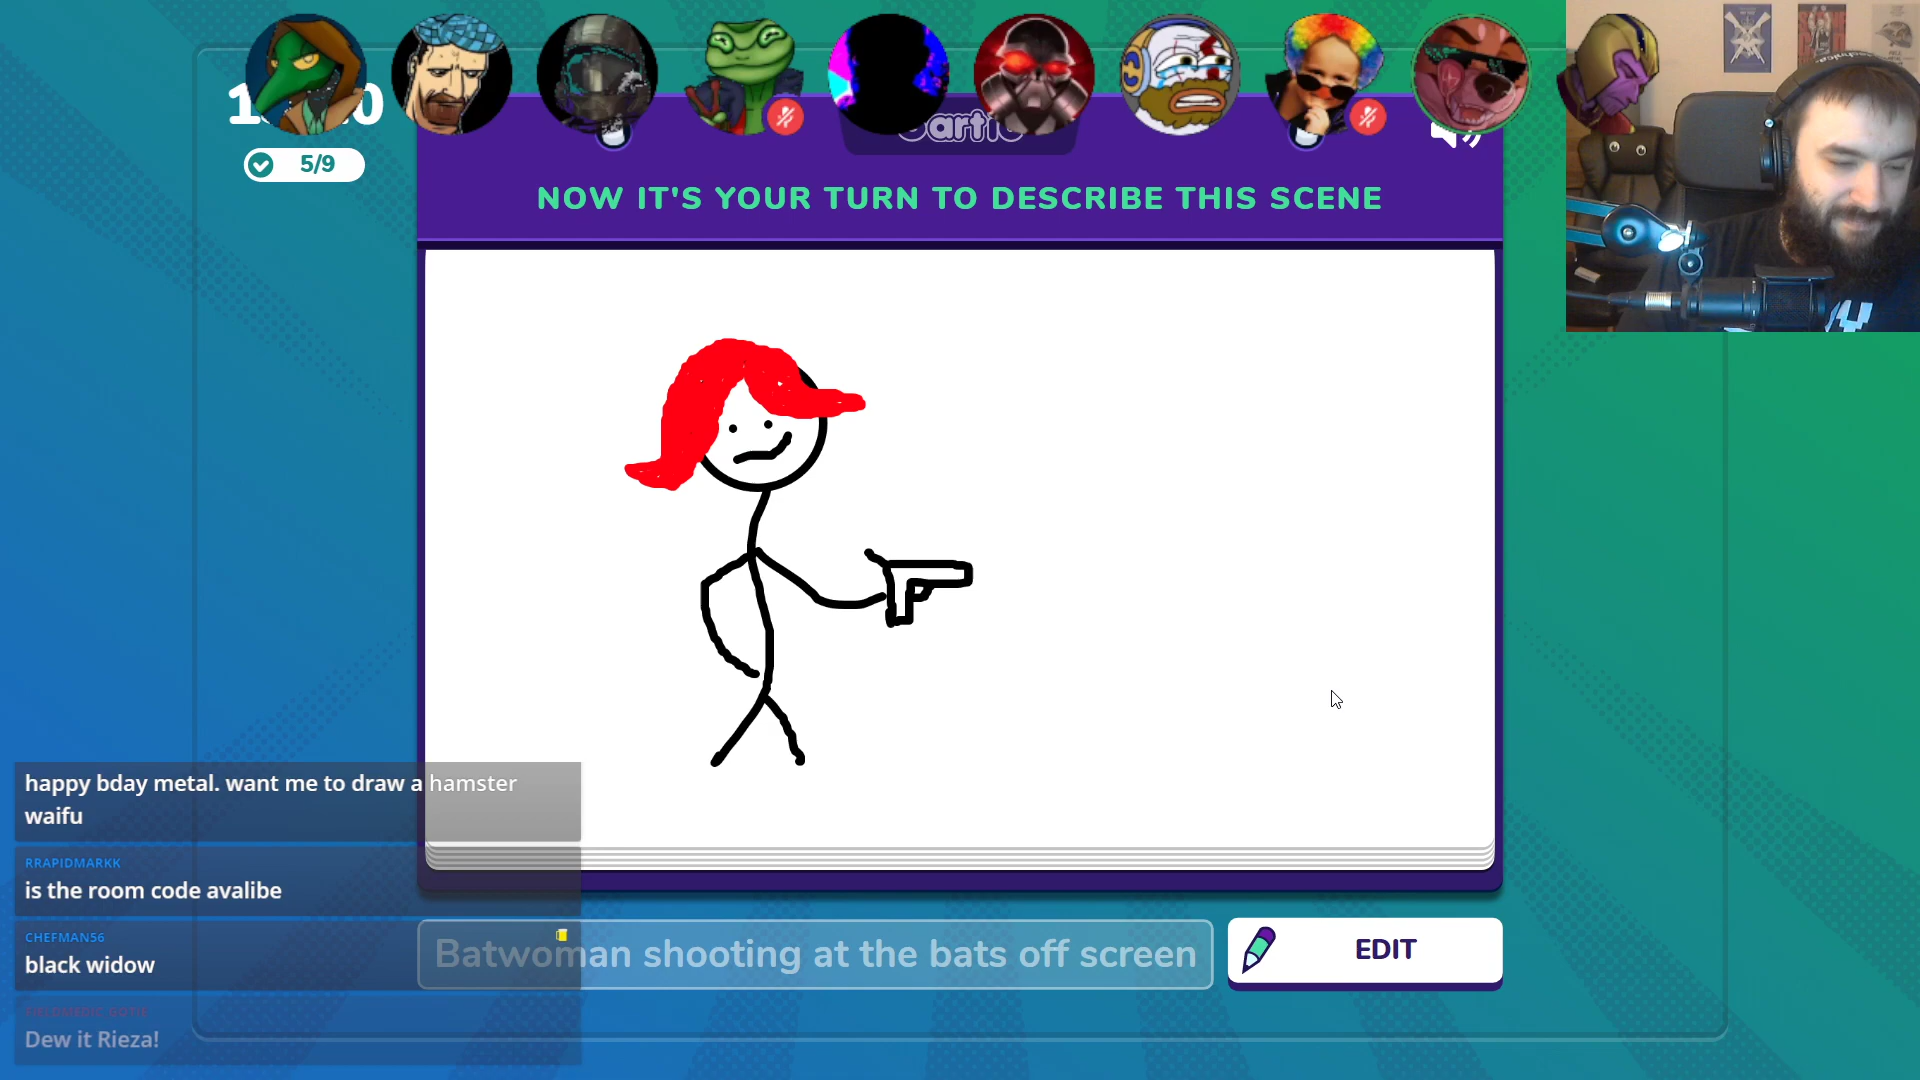 5/9
NOW IT'S YOUR TURN TO DESCRIBE THIS SCENE
happy bday metal. want me to draw a hamster
waifu
RRAPIDMARKK
is the room code avalibe
CHEFMAN56
black widow
Dew it Rieza!
Batwoman shooting at the bats off screen
EDIT